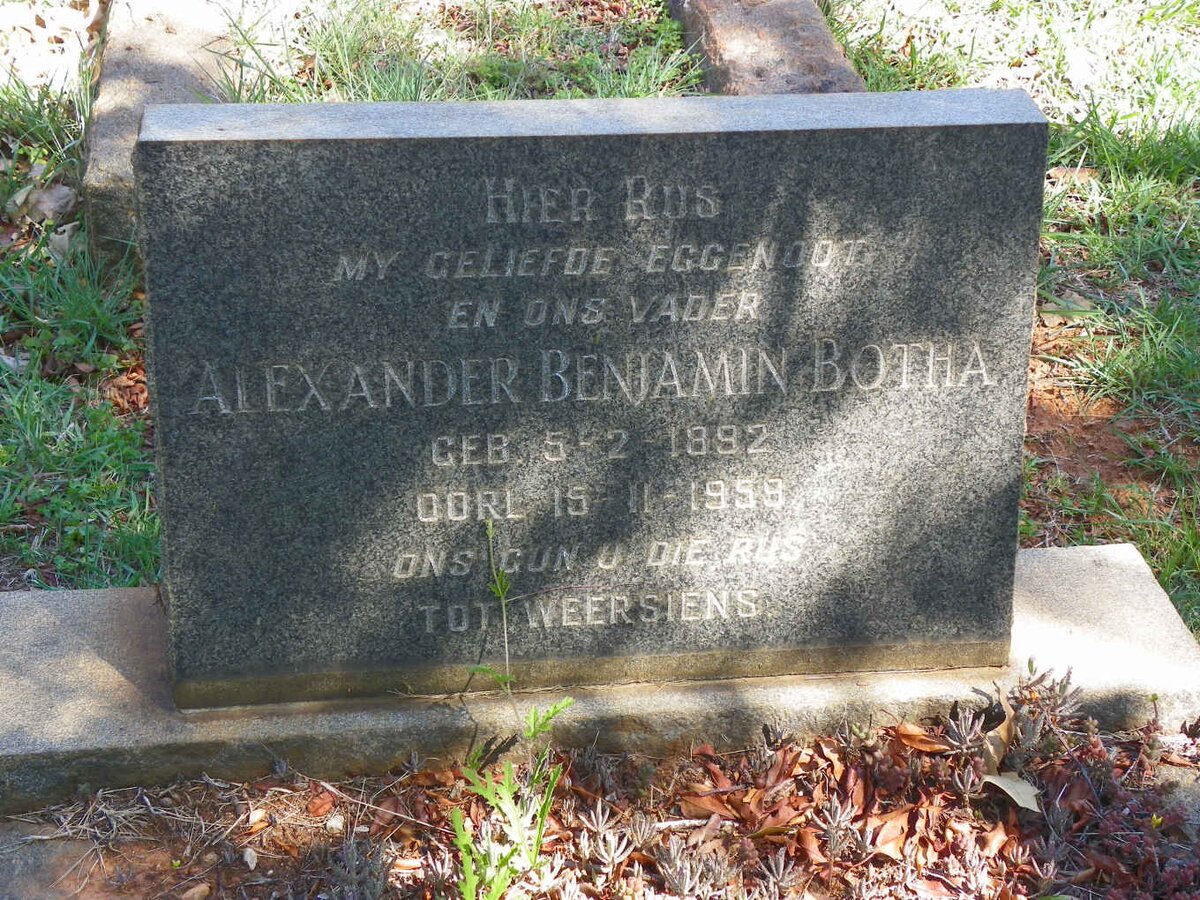 HIER RUS
MY GELIEFDE EGGENOOT
EN ONS VADER
ALEXANDER BENJAMIN BOTHA
GEB 5-2-1892
OORL 15-11-1959
ONS GUN U DIE RUS
TOT WEERSIENS